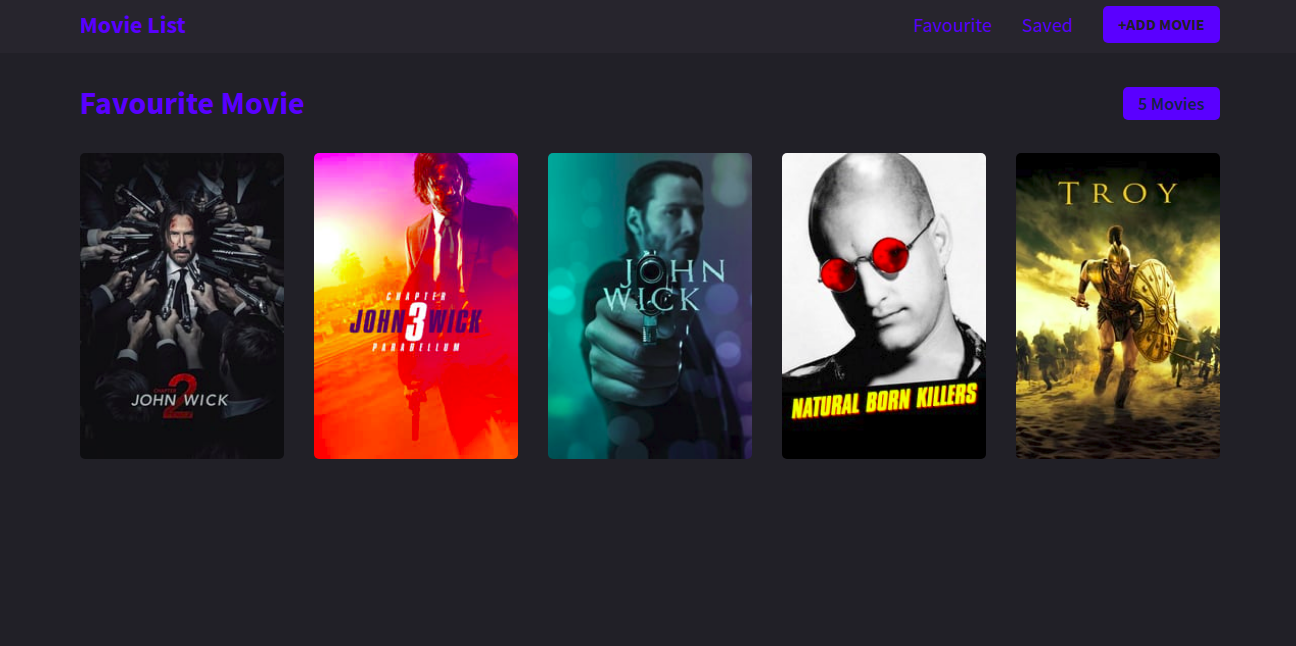 Movie List
Favourite
Saved
+ADD MOVIE
Favourite Movie
5 Movies
CHAPTER
2
JOHN WICK
CHAPTER
JOHN 3 WICK
PARABELLUM
JOHN
WICK
NATURAL BORN KILLERS
TROY